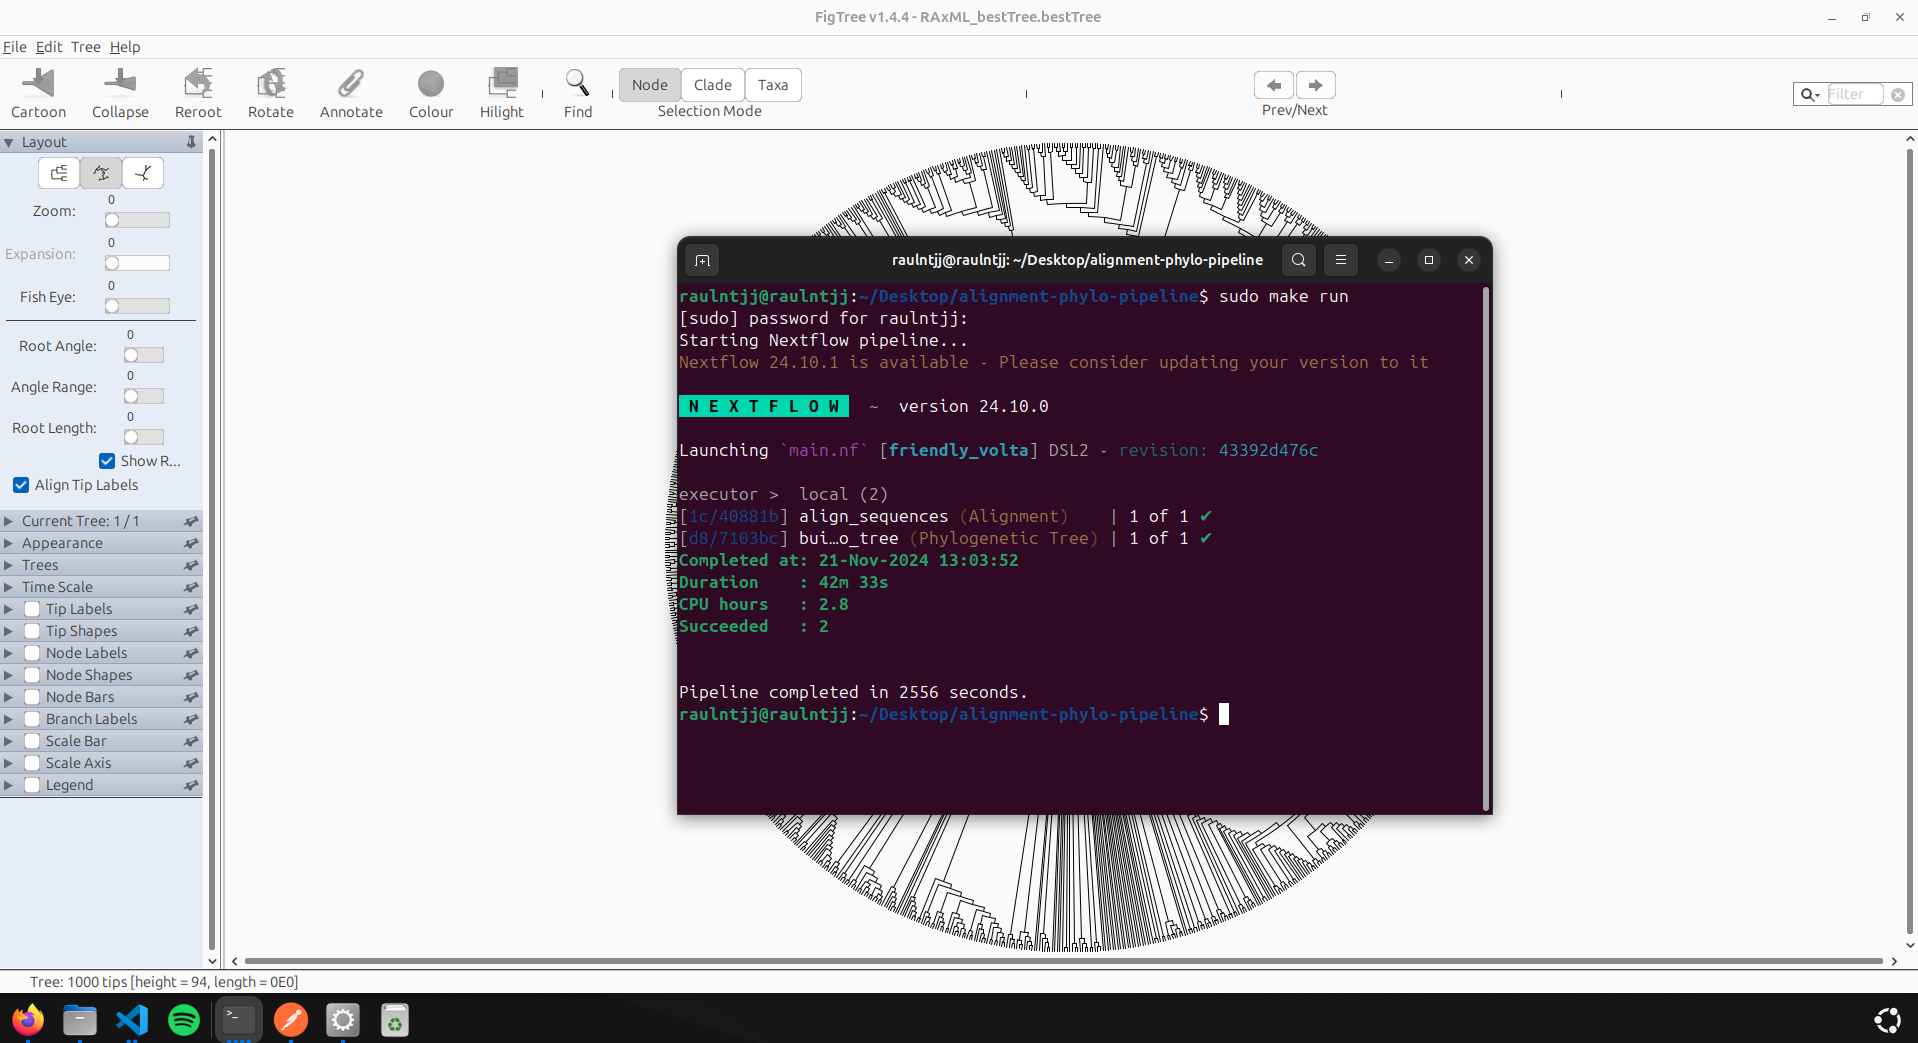 FigTree v1.4.4 - RAxML_bestTree.bestTree
File Edit Tree Help
Cartoon Collapse Reroot Rotate Annotate Colour Hilight Find
Node Clade Taxa
Selection Mode
Prev/Next
Filter
Layout
Zoom: 0
Expansion: 0
Fish Eye: 0
Root Angle: 0
Angle Range: 0
Root Length: 0
Show R...
Align Tip Labels
Current Tree: 1 / 1
Appearance
Trees
Time Scale
Tip Labels
Tip Shapes
Node Labels
Node Shapes
Node Bars
Branch Labels
Scale Bar
Scale Axis
Legend
raulntjj@raulntjj: ~/Desktop/alignment-phylo-pipeline
raulntjj@raulntjj:~/Desktop/alignment-phylo-pipeline$ sudo make run
[sudo] password for raulntjj:
Starting Nextflow pipeline...
Nextflow 24.10.1 is available - Please consider updating your version to it
N E X T F L O W ~ version 24.10.0
Launching `main.nf` [friendly_volta] DSL2 - revision: 43392d476c
executor > local (2)
[1c/40881b] align_sequences (Alignment) | 1 of 1 ✔
[d8/7103bc] bui…o_tree (Phylogenetic Tree) | 1 of 1 ✔
Completed at: 21-Nov-2024 13:03:52
Duration : 42m 33s
CPU hours : 2.8
Succeeded : 2
Pipeline completed in 2556 seconds.
raulntjj@raulntjj:~/Desktop/alignment-phylo-pipeline$
Tree: 1000 tips [height = 94, length = 0E0]